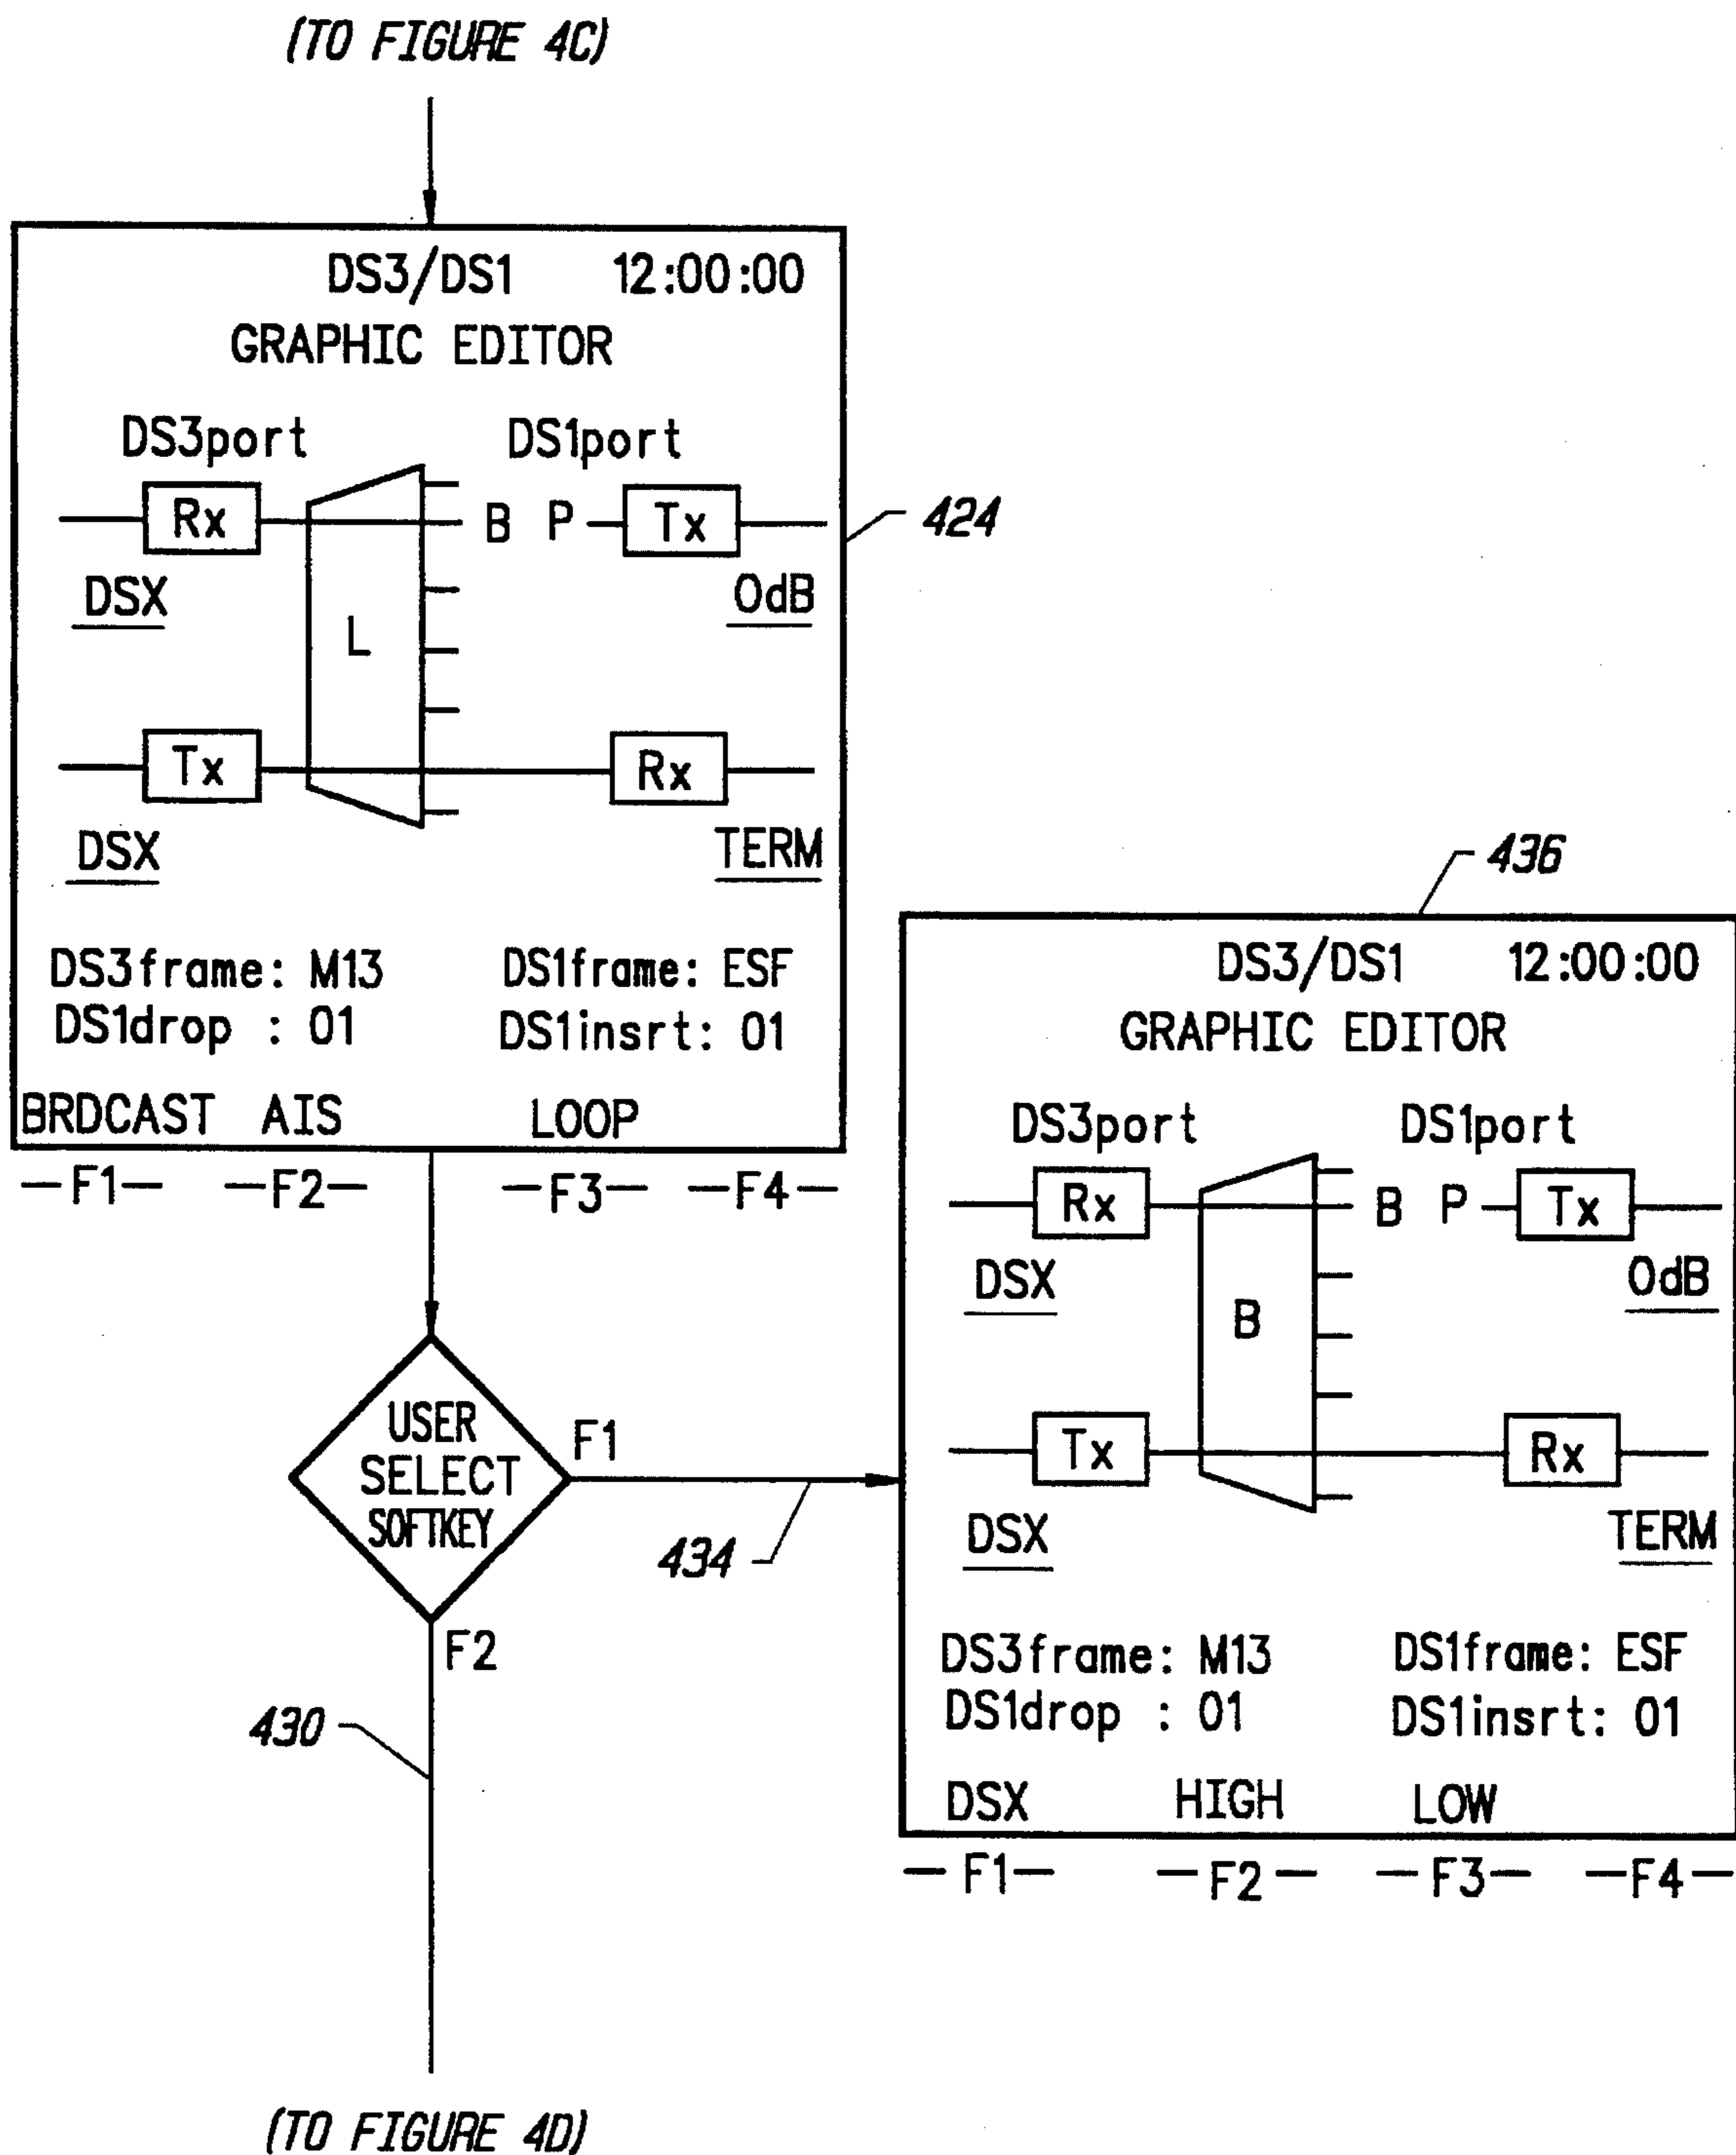 (TO FIGURE 4C)
DS3/DS1 12:00:00
GRAPHIC EDITOR
DS3port DS1port
Rx B P Tx
DSX 0dB
L
Tx Rx
DSX TERM
DS3frame: M13 DS1frame: ESF
DS1drop : 01 DS1insrt: 01
BRDCAST AIS LOOP
—F1— —F2— —F3— —F4—
424
USER
SELECT
SOFTKEY
F1
434
F2
430
(TO FIGURE 4D)
436
DS3/DS1 12:00:00
GRAPHIC EDITOR
DS3port DS1port
Rx B P Tx
DSX 0dB
B
Tx Rx
DSX TERM
DS3frame: M13 DS1frame: ESF
DS1drop : 01 DS1insrt: 01
DSX HIGH LOW
—F1— —F2— —F3— —F4—